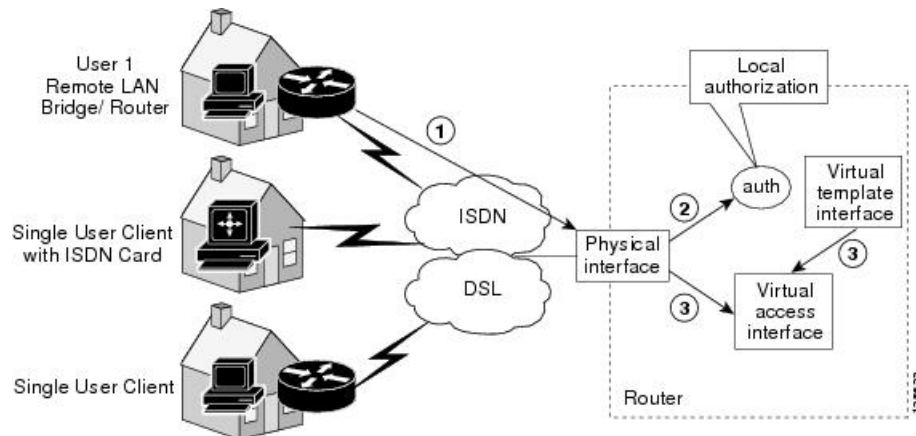 User 1
Remote LAN
Bridge/ Router
1
Local
authorization
ISDN
2
auth
Virtual
template
interface
Single User Client
with ISDN Card
Physical
interface
3
DSL
3
Virtual
access
interface
Single User Client
Router